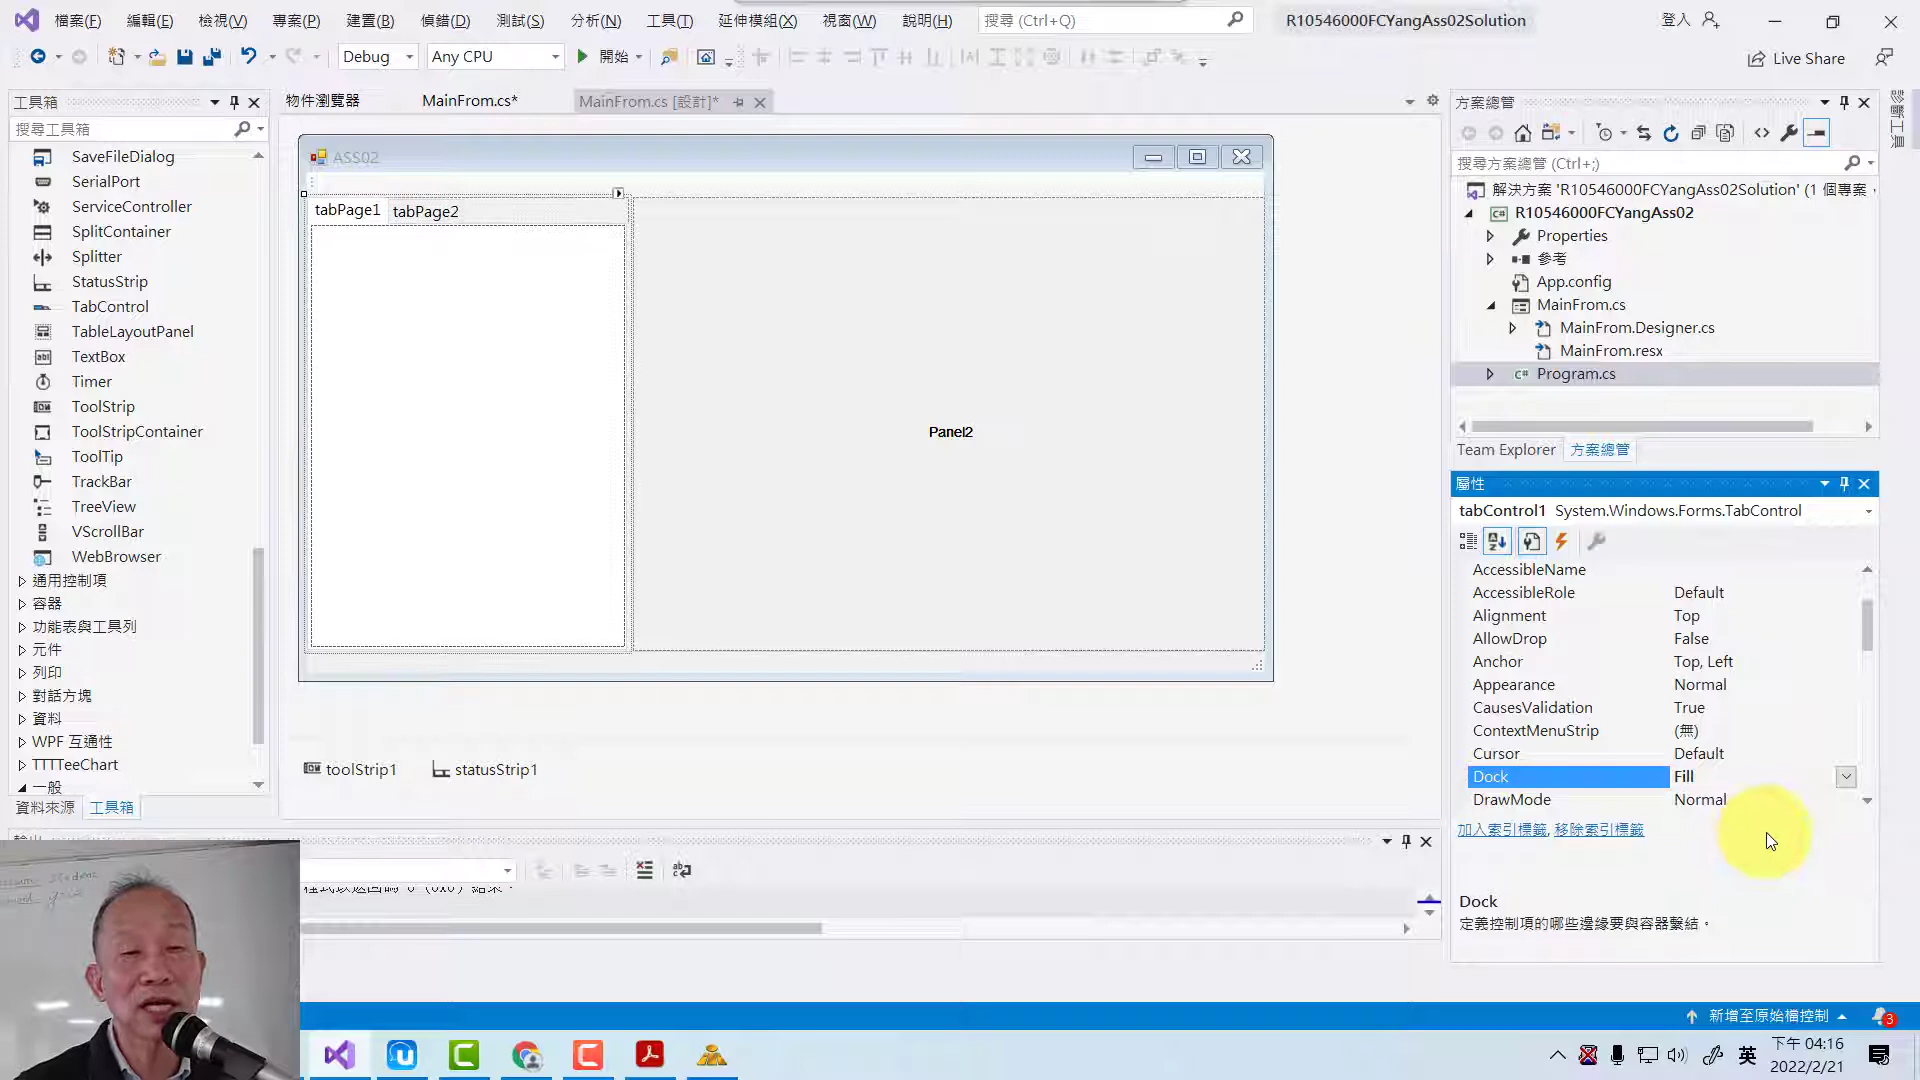 檔案(F) 編輯(E) 檢視(V) 專案(P) 建置(B) 偵錯(D) 測試(S) 分析(N) 工具(T) 延伸模組(X) 視窗(W) 說明(H) 搜尋 (Ctrl+Q) R10546000FCYangAss02Solution 登入
Debug Any CPU 開始 Live Share
工具箱
搜尋工具箱
SaveFileDialog
SerialPort
ServiceController
SplitContainer
Splitter
StatusStrip
TabControl
TableLayoutPanel
TextBox
Timer
ToolStrip
ToolStripContainer
ToolTip
TrackBar
TreeView
VScrollBar
WebBrowser
通用控制項
容器
功能表與工具列
元件
列印
對話方塊
資料
WPF 互通性
TTTTeeChart
一般
資料來源 工具箱
物件瀏覽器 MainFrom.cs* MainFrom.cs [設計]*
ASS02
tabPage1 tabPage2
Panel2
toolStrip1 statusStrip1
方案總管
搜尋方案總管 (Ctrl+;)
解決方案 'R10546000FCYangAss02Solution' (1 個專案，
R10546000FCYangAss02
Properties
參考
App.config
MainFrom.cs
MainFrom.Designer.cs
MainFrom.resx
Program.cs
Team Explorer 方案總管
診斷工具
屬性
tabControl1 System.Windows.Forms.TabControl
AccessibleName
AccessibleRole Default
Alignment Top
AllowDrop False
Anchor Top, Left
Appearance Normal
CausesValidation True
ContextMenuStrip (無)
Cursor Default
Dock Fill
DrawMode Normal
加入索引標籤, 移除索引標籤
Dock
定義控制項的哪些邊緣要與容器繫結。
新增至原始檔控制 3
英 下午 04:16
2022/2/21